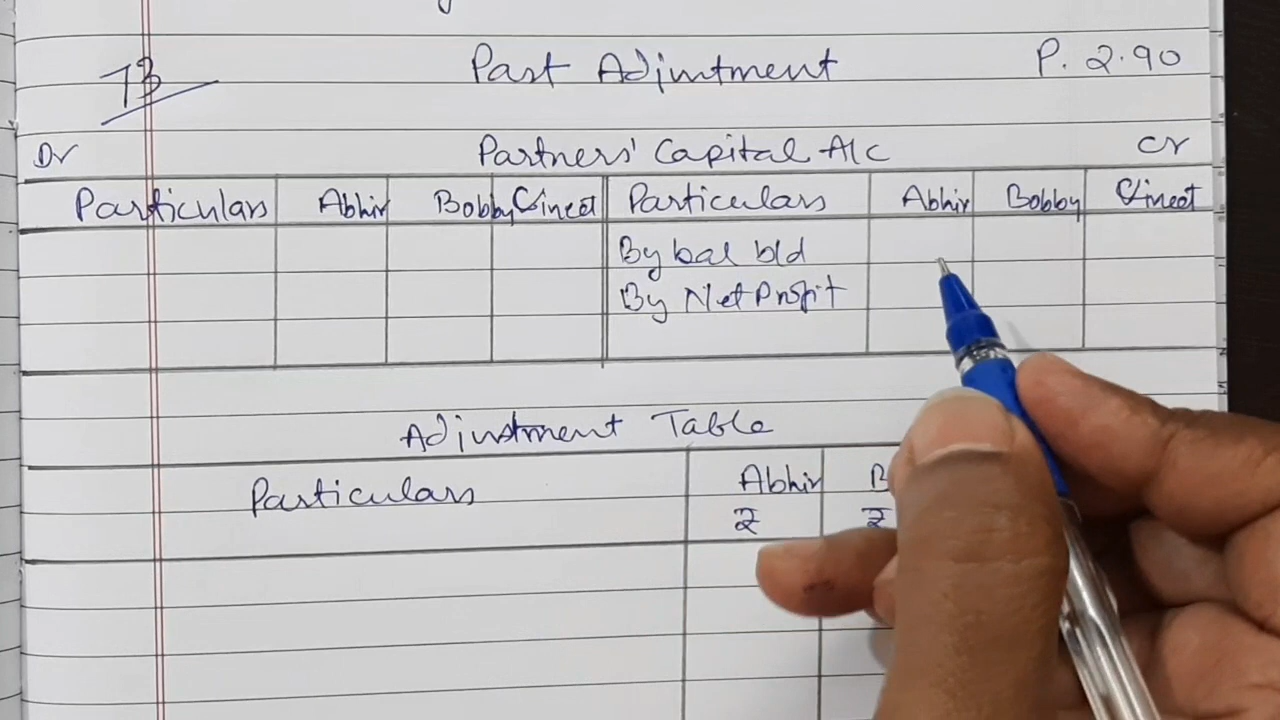 73 Past Adjustment P. 2.90
Dr Partners' Capital A/c Cr
Particulars Abhir Bobby Vineet Particulars Abhir Bobby Vineet
By bal b/d
By Net Profit
Adjustment Table
Particulars Abhir B
₹ ₹